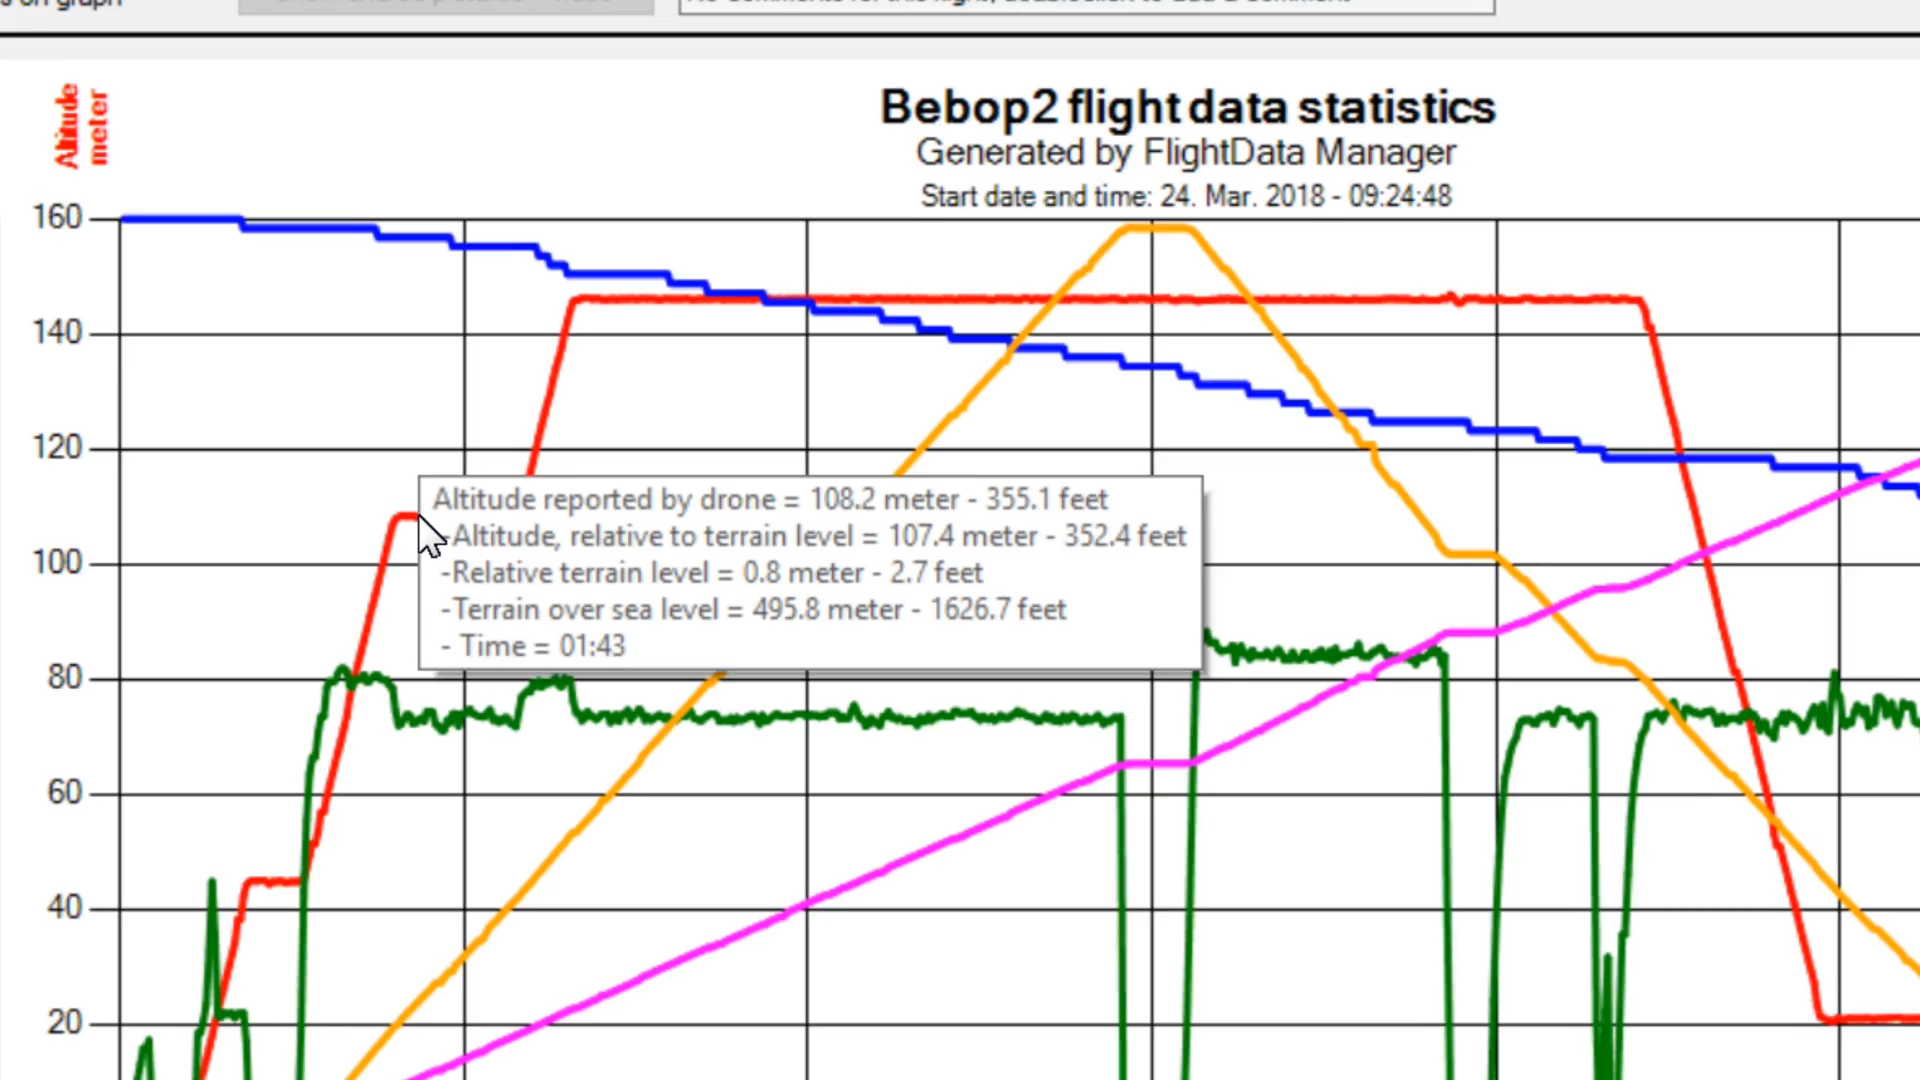 on graph
Altitude
meter
Bebop2 flight data statistics
Generated by FlightData Manager
Start date and time: 24. Mar. 2018 - 09:24:48
160
140
120
100
80
60
40
20
Altitude reported by drone = 108.2 meter - 355.1 feet
-Altitude, relative to terrain level = 107.4 meter - 352.4 feet
-Relative terrain level = 0.8 meter - 2.7 feet
-Terrain over sea level = 495.8 meter - 1626.7 feet
- Time = 01:43